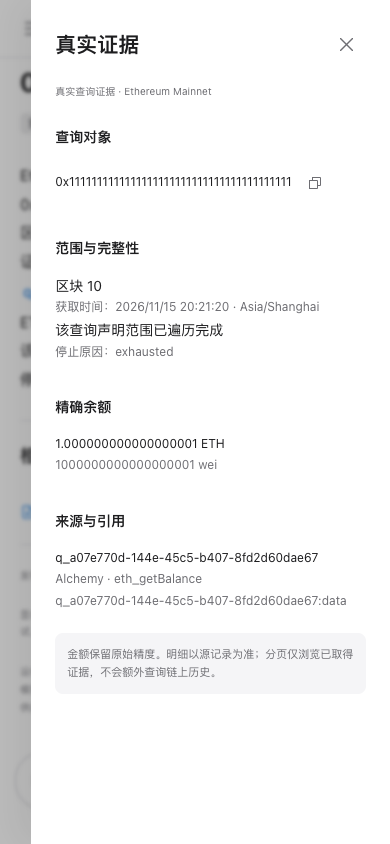 真实证据
真实查询证据 · Ethereum Mainnet
查询对象
0x1111111111111111111111111111111111111111
范围与完整性
区块 10
获取时间：2026/11/15 20:21:20 · Asia/Shanghai
该查询声明范围已遍历完成
停止原因：exhausted
精确余额
1.000000000000000001 ETH
1000000000000000001 wei
来源与引用
q_a07e770d-144e-45c5-b407-8fd2d60dae67
Alchemy · eth_getBalance
q_a07e770d-144e-45c5-b407-8fd2d60dae67:data
金额保留原始精度。明细以源记录为准；分页仅浏览已取得
证据，不会额外查询链上历史。